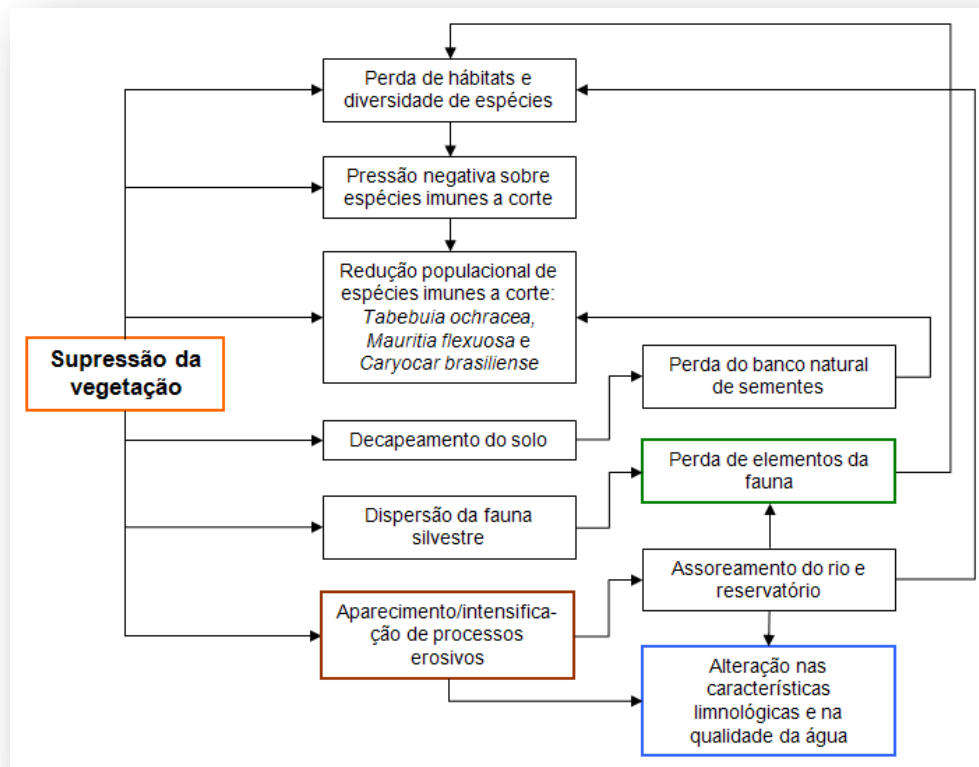 Perda de hábitats e
diversidade de espécies
Pressão negativa sobre
espécies imunes a corte
Redução populacional de
espécies imunes a corte:
Tabebuia ochracea,
Mauritia flexuosa e
Caryocar brasiliense
Supressão da
vegetação
Perda do banco natural
de sementes
Decapeamento do solo
Perda de elementos da
fauna
Dispersão da fauna
silvestre
Assoreamento do rio e
reservatório
Aparecimento/intensifica-
ção de processos
erosivos
Alteração nas
características
limnológicas e na
qualidade da água